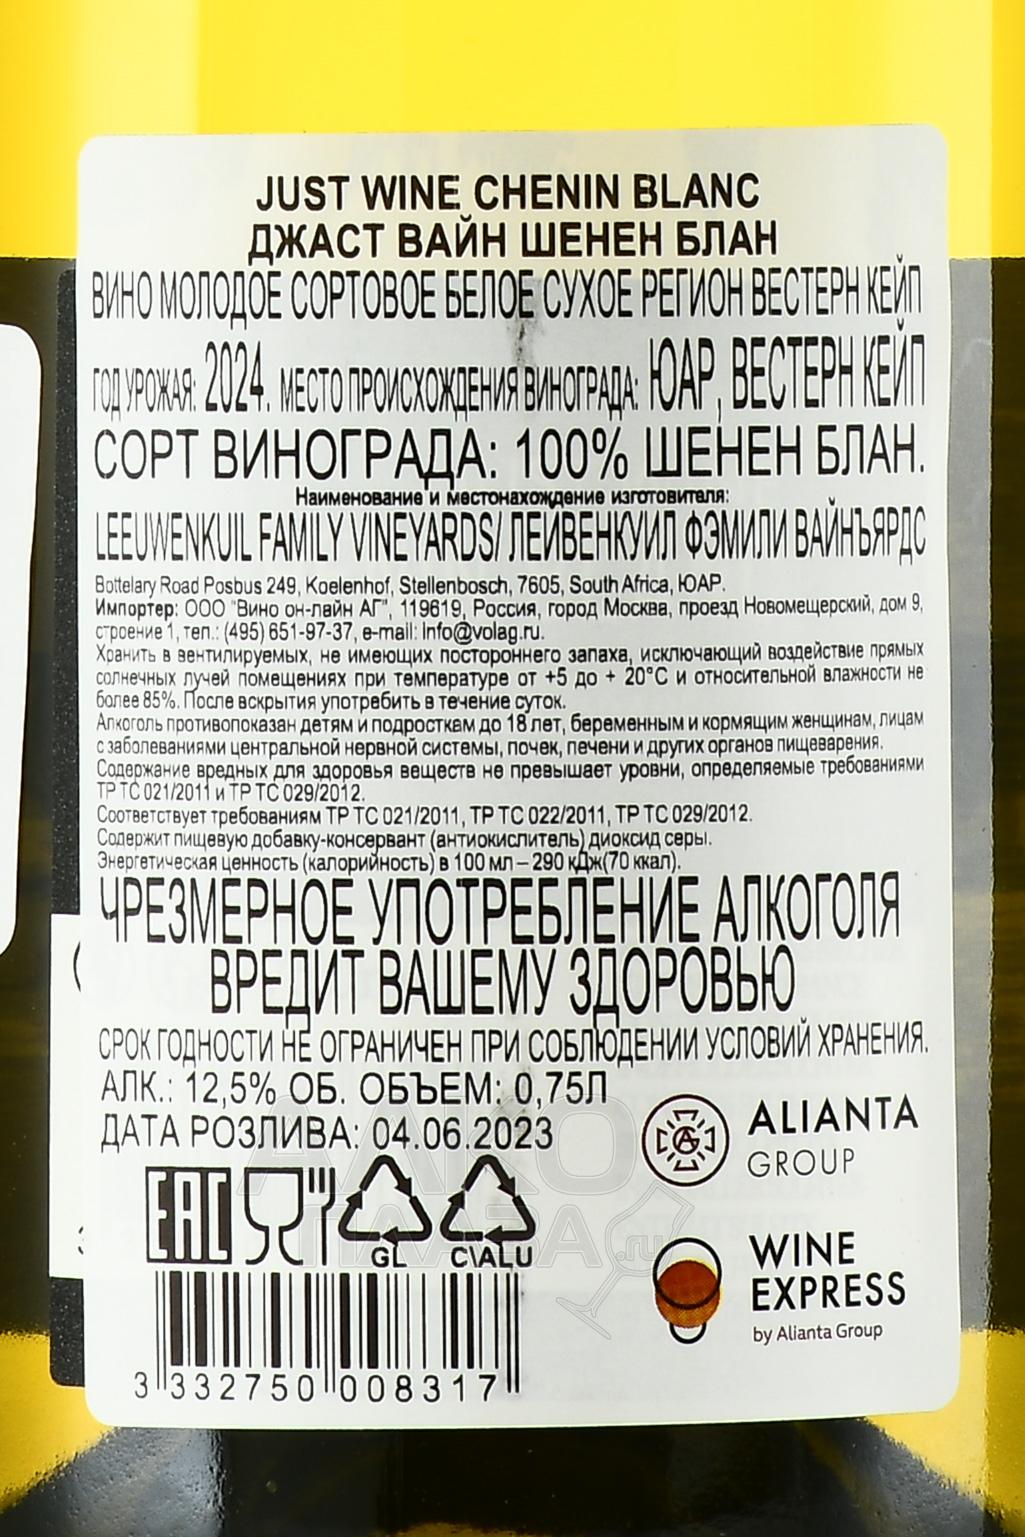 JUST WINE CHENIN BLANC
ДЖАСТ ВАЙН ШЕНЕН БЛАН
ВИНО МОЛОДОЕ СОРТОВОЕ БЕЛОЕ СУХОЕ РЕГИОН ВЕСТЕРН КЕЙП
ГОД УРОЖАЯ: 2024. МЕСТО ПРОИСХОЖДЕНИЯ ВИНОГРАДА: ЮАР, ВЕСТЕРН КЕЙП
СОРТ ВИНОГРАДА: 100% ШЕНЕН БЛАН.
Наименование и местонахождение изготовителя:
LEEUWENKUIL FAMILY VINEYARDS/ ЛЕЙВЕНКУИЛ ФЭМИЛИ ВАЙНЪЯРДС
Bottelary Road Posbus 249, Koelenhof, Stellenbosch, 7605, South Africa, ЮАР.
Импортер: ООО "Вино он-лайн АГ", 119619, Россия, город Москва, проезд Новомещерский, дом 9,
строение 1, тел.: (495) 651-97-37, e-mail: Info@volag.ru.
Хранить в вентилируемых, не имеющих постороннего запаха, исключающий воздействие прямых
солнечных лучей помещениях при температуре от +5 до + 20°С и относительной влажности не
более 85%. После вскрытия употребить в течение суток.
Алкоголь противопоказан детям и подросткам до 18 лет, беременным и кормящим женщинам, лицам
с заболеваниями центральной нервной системы, почек, печени и других органов пищеварения.
Содержание вредных для здоровья веществ не превышает уровни, определяемые требованиями
ТР ТС 021/2011 и ТР ТС 029/2012.
Соответствует требованиям ТР ТС 021/2011, ТР ТС 022/2011, ТР ТС 029/2012.
Содержит пищевую добавку-консервант (антиокислитель) диоксид серы.
Энергетическая ценность (калорийность) в 100 мл – 290 кДж(70 ккал).
ЧРЕЗМЕРНОЕ УПОТРЕБЛЕНИЕ АЛКОГОЛЯ
ВРЕДИТ ВАШЕМУ ЗДОРОВЬЮ
СРОК ГОДНОСТИ НЕ ОГРАНИЧЕН ПРИ СОБЛЮДЕНИИ УСЛОВИЙ ХРАНЕНИЯ.
АЛК.: 12,5% ОБ. ОБЪЕМ: 0,75Л
ДАТА РОЗЛИВА: 04.06.2023
ALIANTA
GROUP
EAC
GL C\ALU
WINE
EXPRESS
by Alianta Group
3 332750 008317
АЛКО
ПЛАЗА.ru